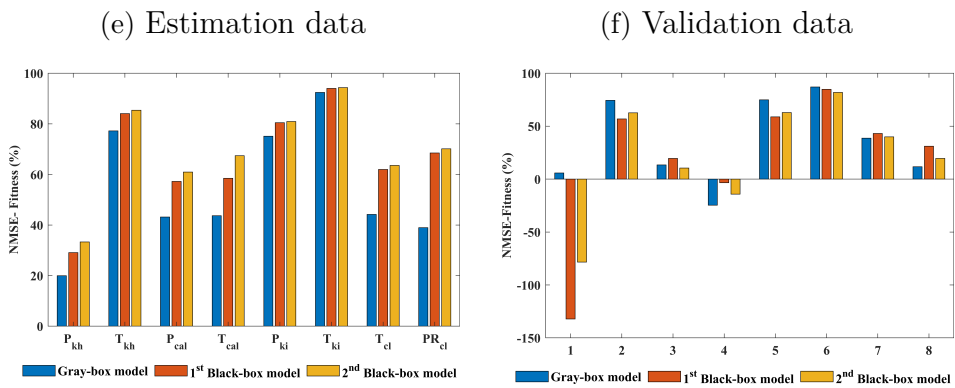 (e) Estimation data
(f) Validation data
NMSE- Fitness (%)
100
80
60
40
20
0
P_kh T_kh P_cal T_cal P_ki T_ki T_cl PR_cl
Gray-box model 1st Black-box model 2nd Black-box model
NMSE-Fitness (%)
100
50
0
-50
-100
-150
1 2 3 4 5 6 7 8
Gray-box model 1st Black-box model 2nd Black-box model